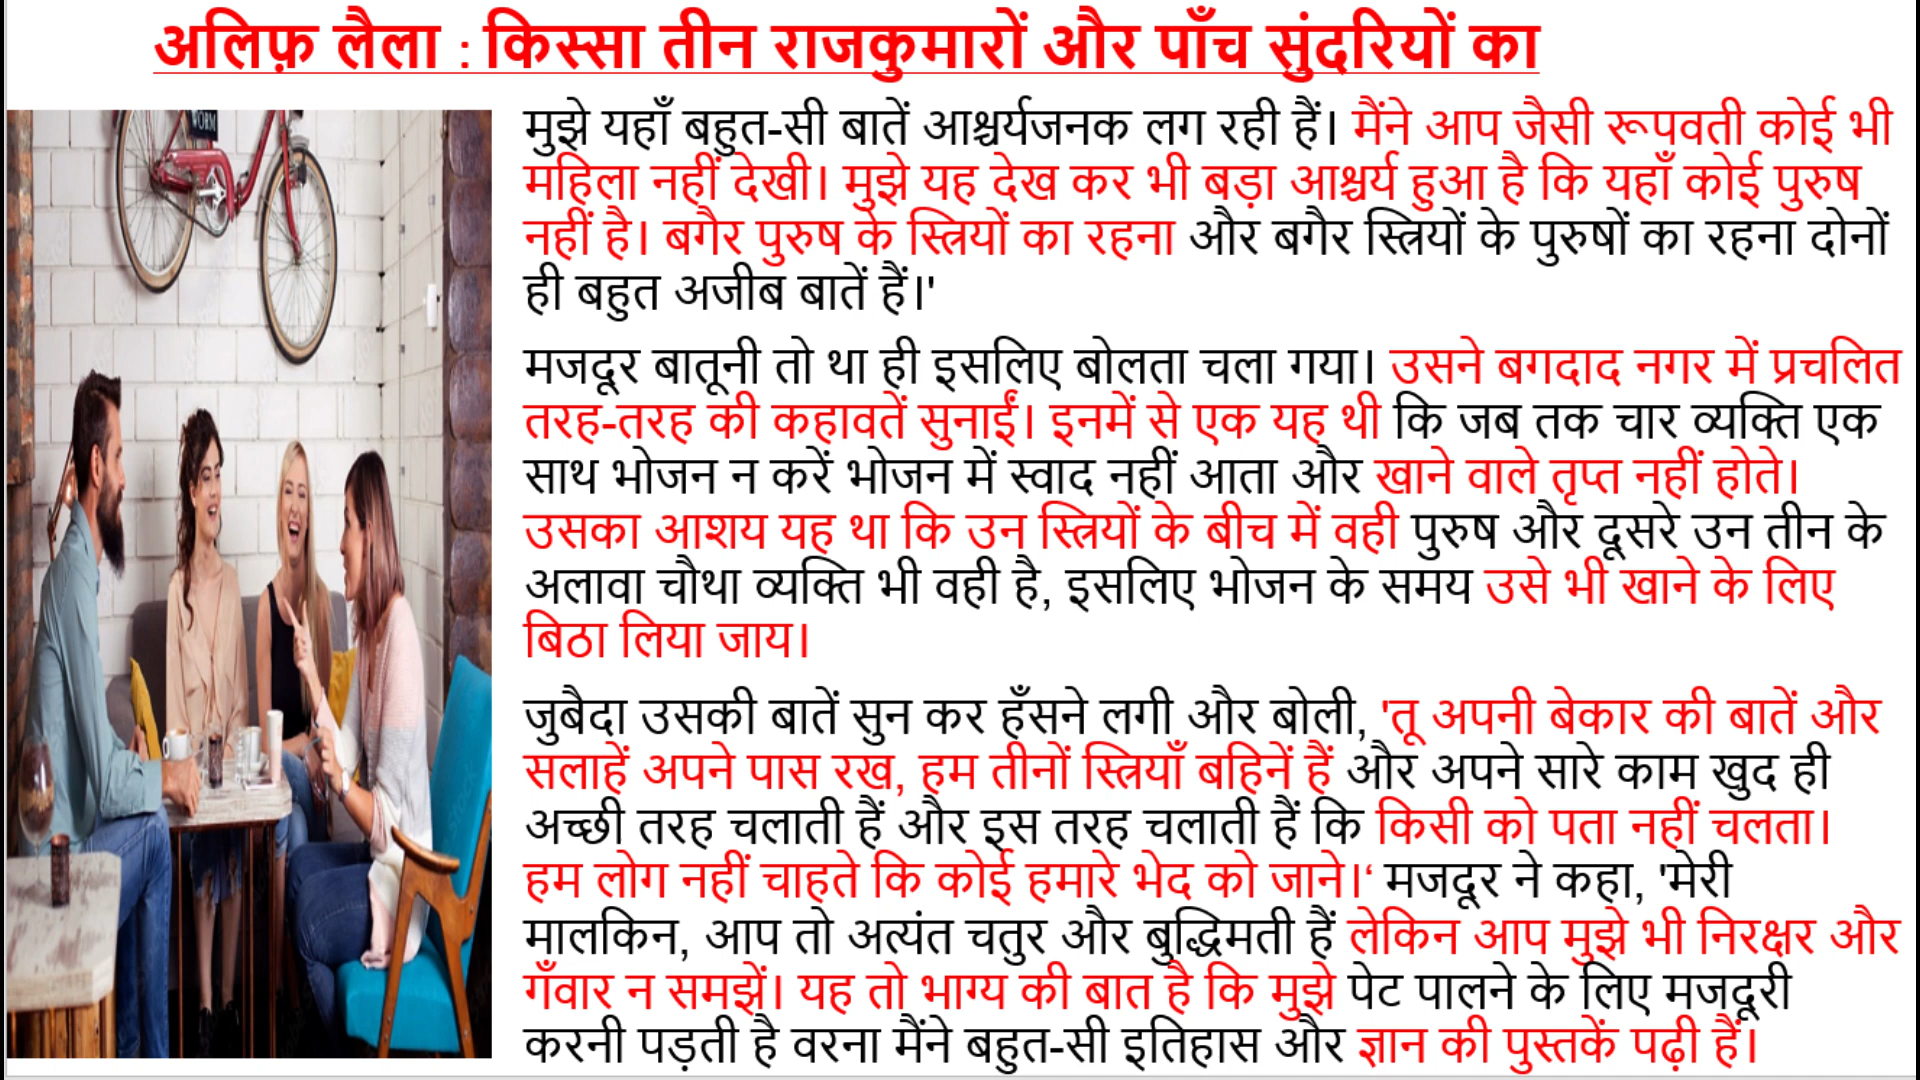 अलिफ़ लैला : किस्सा तीन राजकुमारों और पाँच सुंदरियों का
WORM
मुझे यहाँ बहुत-सी बातें आश्चर्यजनक लग रही हैं। मैंने आप जैसी रूपवती कोई भी
महिला नहीं देखी। मुझे यह देख कर भी बड़ा आश्चर्य हुआ है कि यहाँ कोई पुरुष
नहीं है। बगैर पुरुष के स्त्रियों का रहना और बगैर स्त्रियों के पुरुषों का रहना दोनों
ही बहुत अजीब बातें हैं।'
मजदूर बातूनी तो था ही इसलिए बोलता चला गया। उसने बगदाद नगर में प्रचलित
तरह-तरह की कहावतें सुनाईं। इनमें से एक यह थी कि जब तक चार व्यक्ति एक
साथ भोजन न करें भोजन में स्वाद नहीं आता और खाने वाले तृप्त नहीं होते।
उसका आशय यह था कि उन स्त्रियों के बीच में वही पुरुष और दूसरे उन तीन के
अलावा चौथा व्यक्ति भी वही है, इसलिए भोजन के समय उसे भी खाने के लिए
बिठा लिया जाय।
जुबैदा उसकी बातें सुन कर हँसने लगी और बोली, 'तू अपनी बेकार की बातें और
सलाहें अपने पास रख, हम तीनों स्त्रियाँ बहिनें हैं और अपने सारे काम खुद ही
अच्छी तरह चलाती हैं और इस तरह चलाती हैं कि किसी को पता नहीं चलता।
हम लोग नहीं चाहते कि कोई हमारे भेद को जाने।‘ मजदूर ने कहा, 'मेरी
मालकिन, आप तो अत्यंत चतुर और बुद्धिमती हैं लेकिन आप मुझे भी निरक्षर और
गँवार न समझें। यह तो भाग्य की बात है कि मुझे पेट पालने के लिए मजदूरी
करनी पड़ती है वरना मैंने बहुत-सी इतिहास और ज्ञान की पुस्तकें पढ़ी हैं।